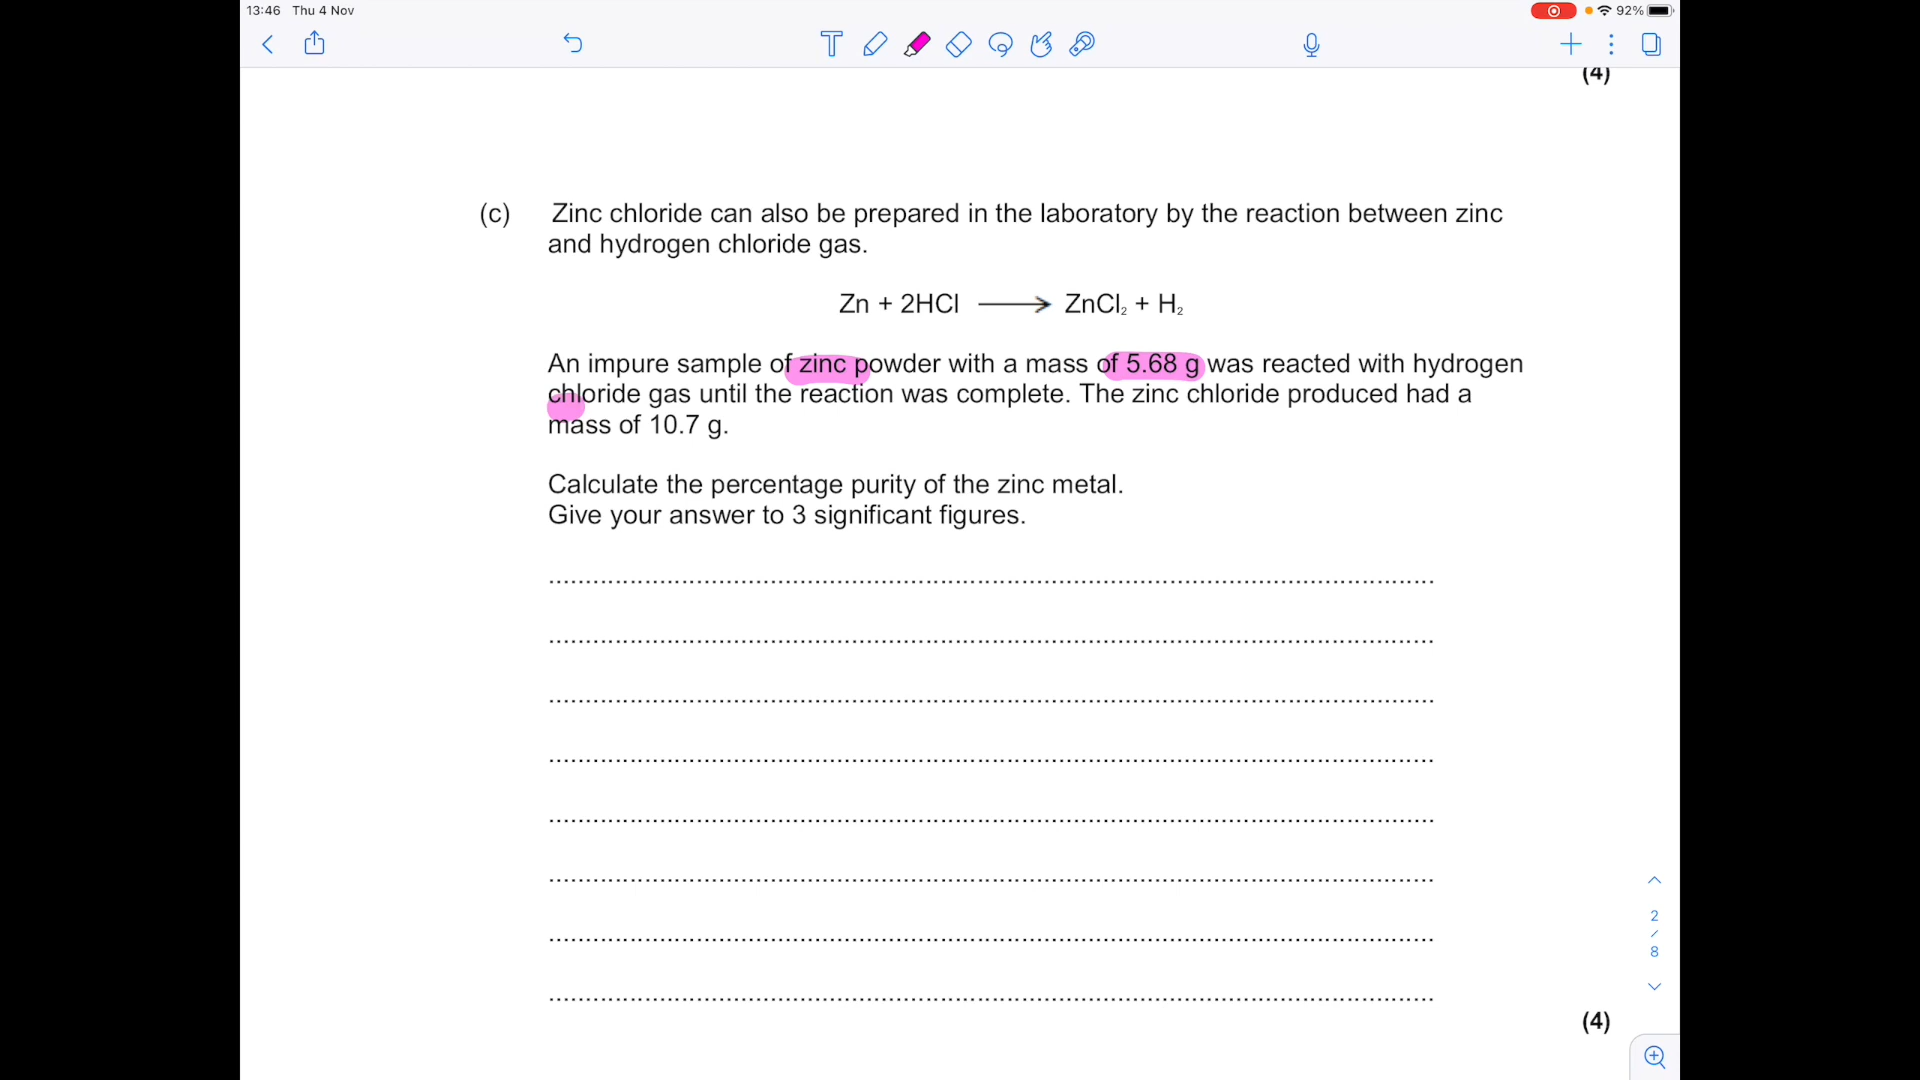 13:46 Thu 4 Nov
92%
T
(4)
(c) Zinc chloride can also be prepared in the laboratory by the reaction between zinc
and hydrogen chloride gas.
Zn + 2HCl ⟶ ZnCl₂ + H₂
An impure sample of zinc powder with a mass of 5.68 g was reacted with hydrogen
chloride gas until the reaction was complete. The zinc chloride produced had a
mass of 10.7 g.
Calculate the percentage purity of the zinc metal.
Give your answer to 3 significant figures.
2
/
8
(4)